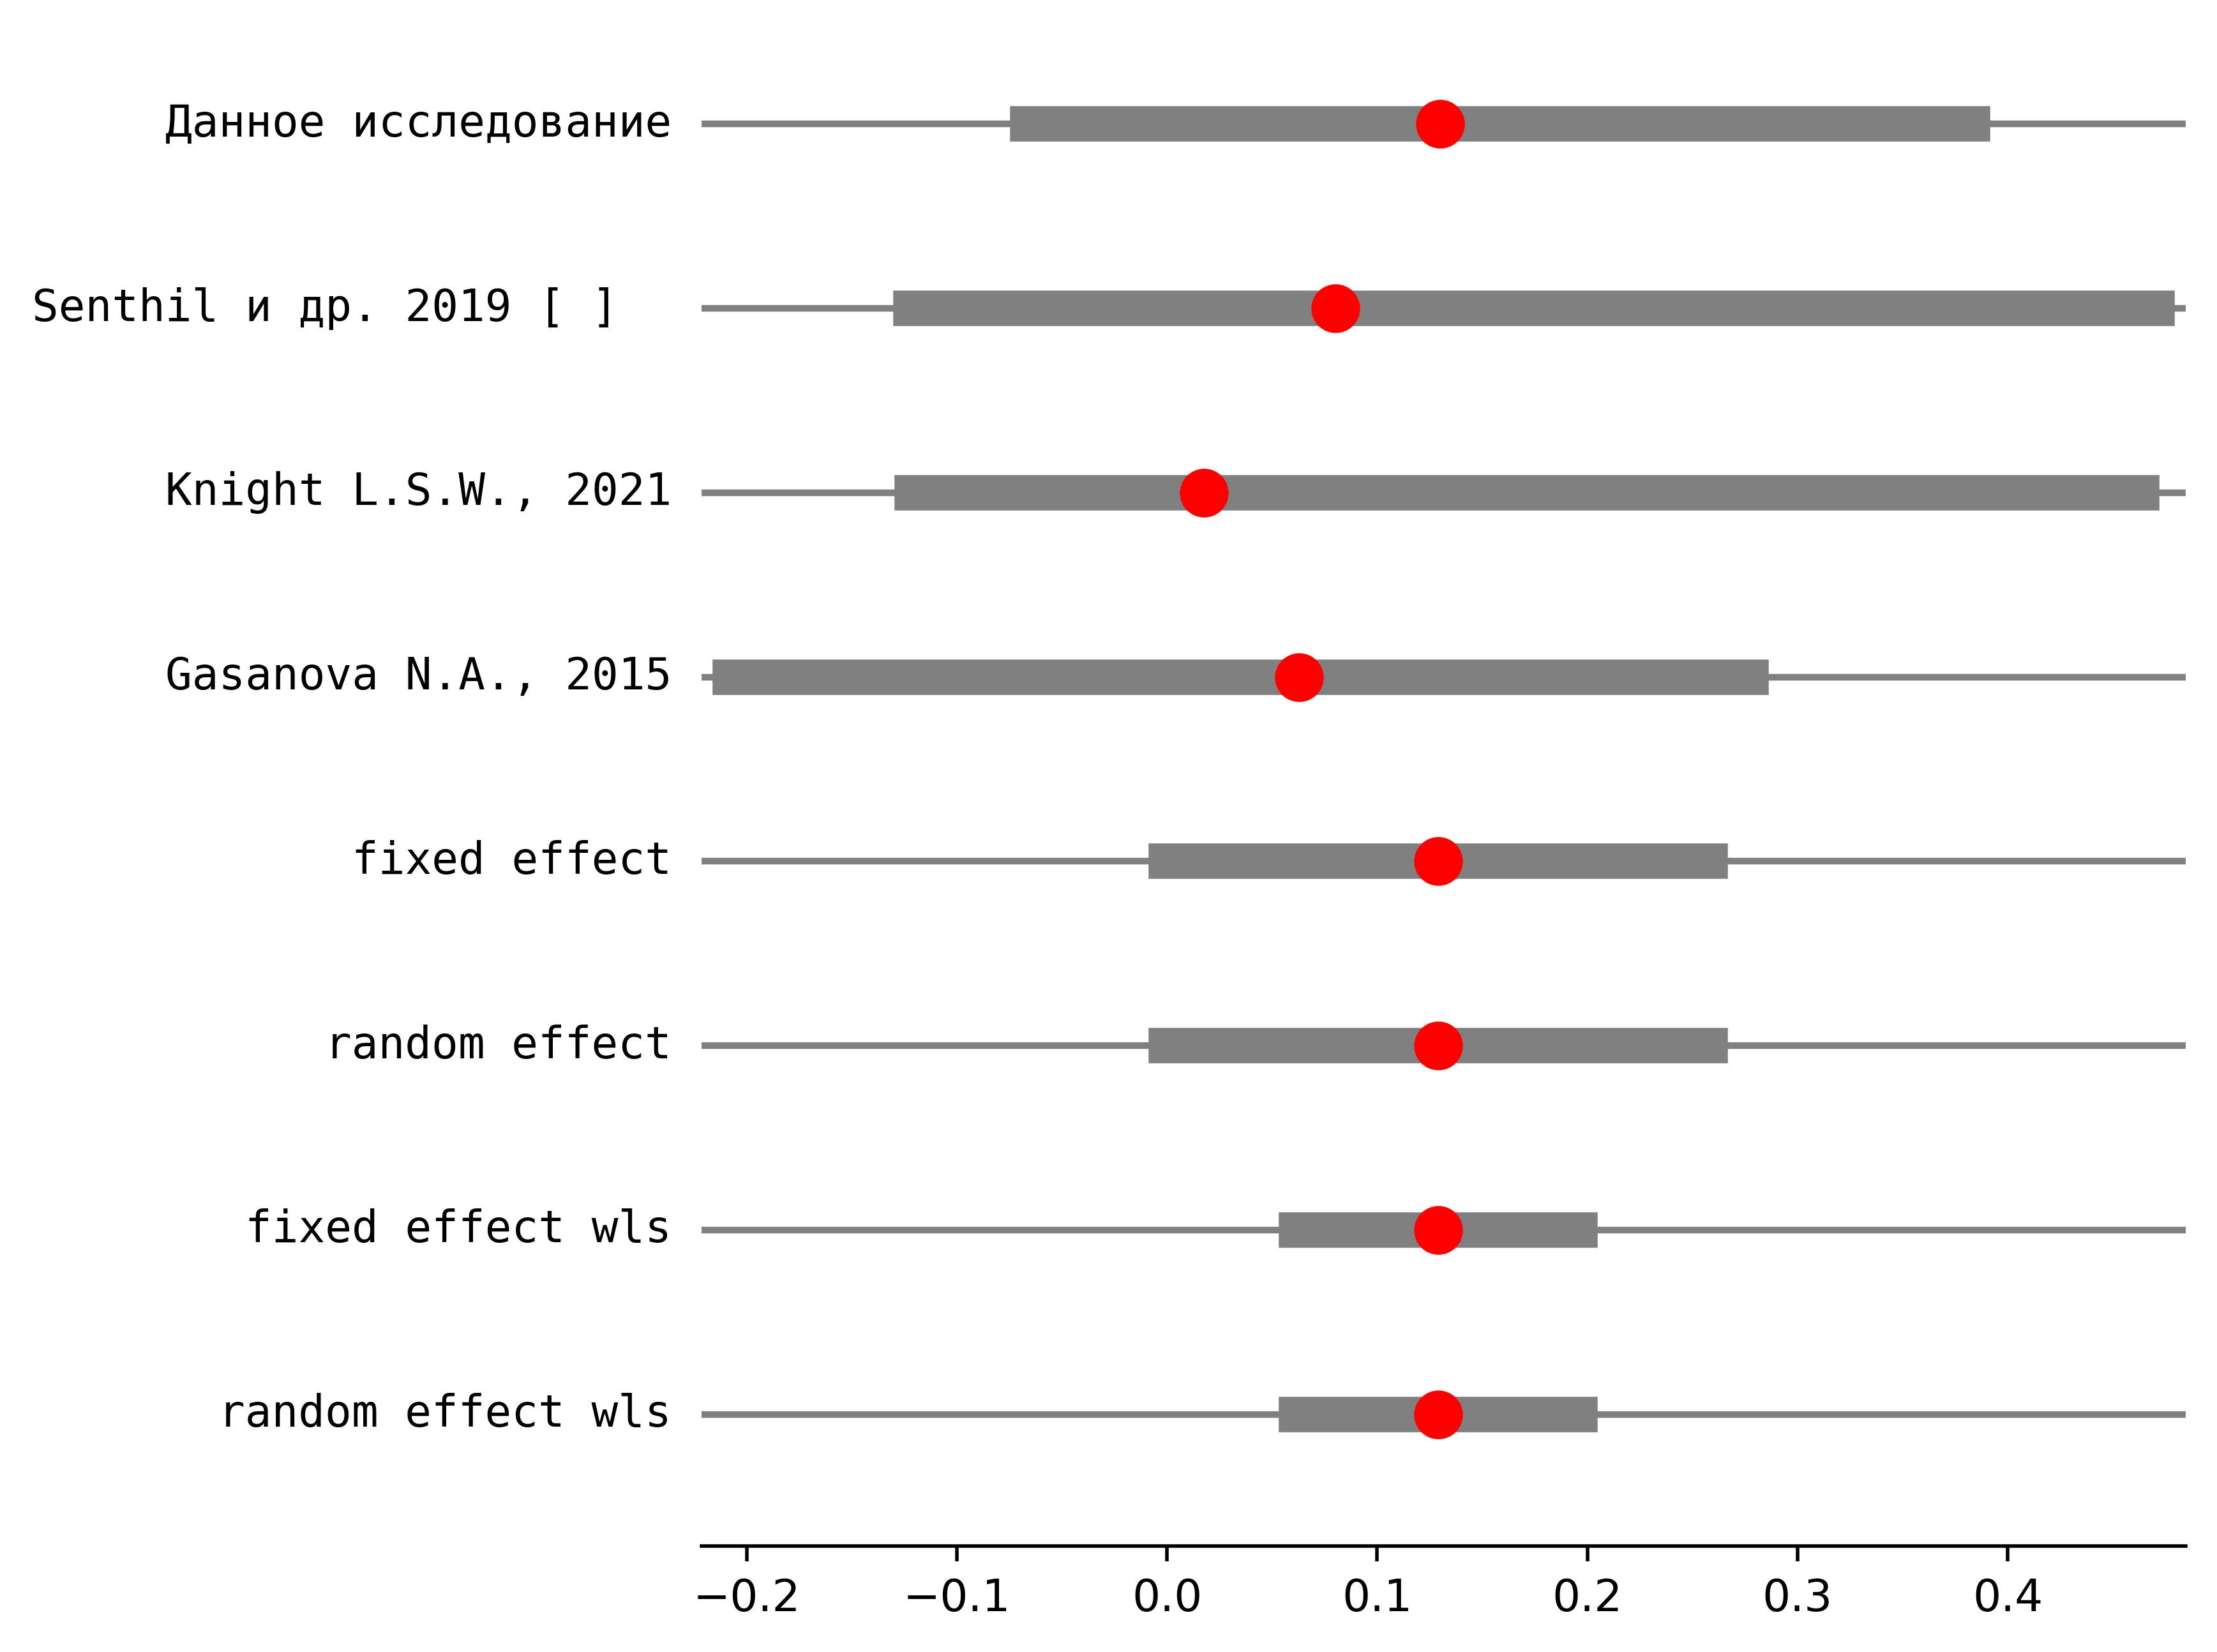 Данное исследование
Senthil и др. 2019 [ ]
Knight L.S.W., 2021
Gasanova N.A., 2015
fixed effect
random effect
fixed effect wls
random effect wls
−0.2 −0.1 0.0 0.1 0.2 0.3 0.4